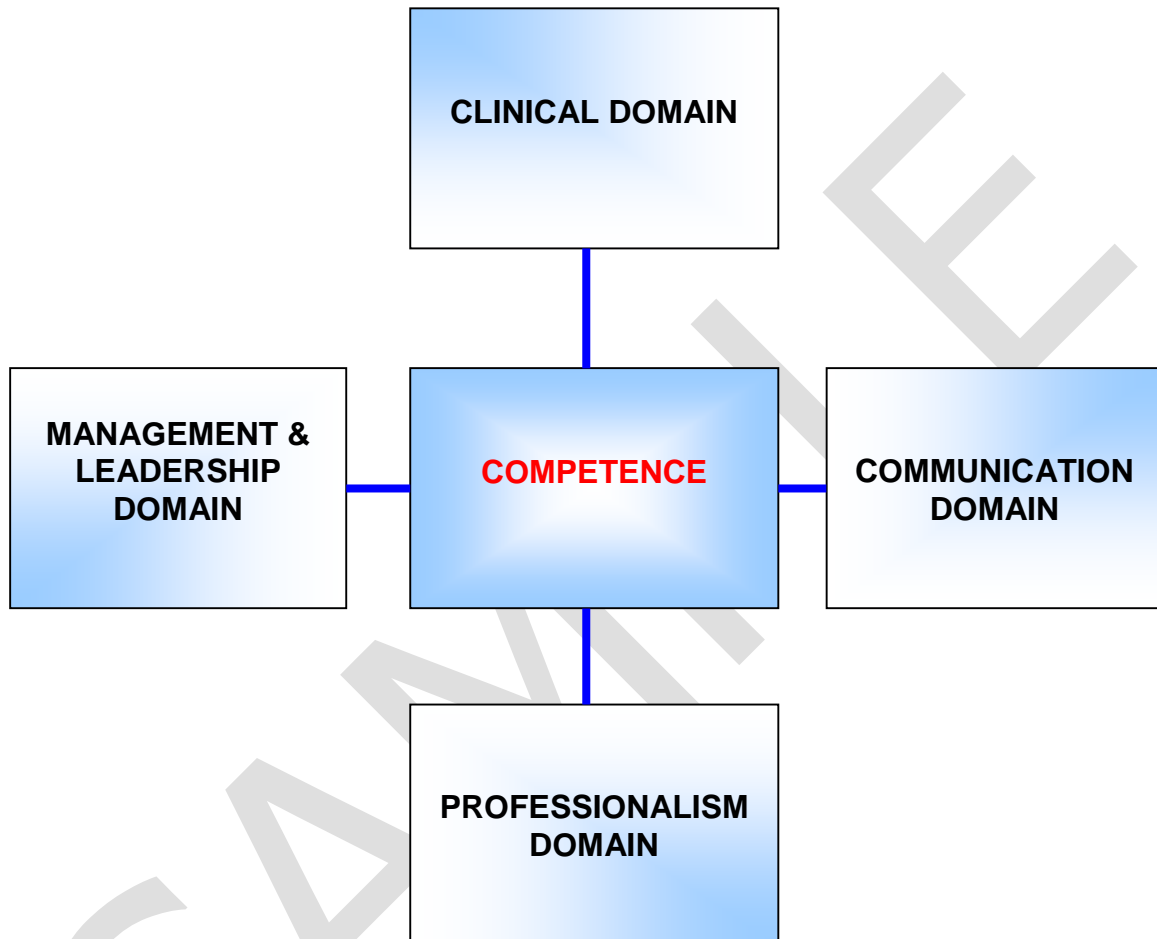 CLINICAL DOMAIN
MANAGEMENT &
LEADERSHIP
DOMAIN
COMPETENCE
COMMUNICATION
DOMAIN
PROFESSIONALISM
DOMAIN
SAMPLE